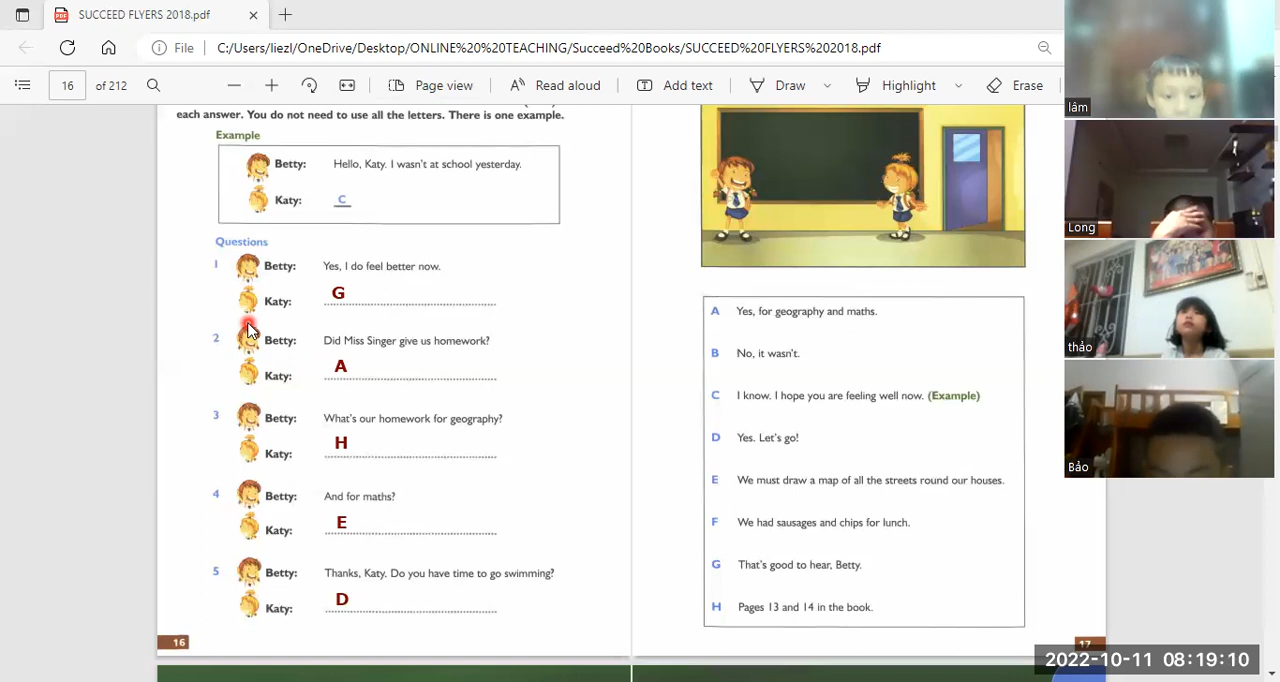 SUCCEED FLYERS 2018.pdf
File
C:/Users/liezl/OneDrive/Desktop/ONLINE%20%20TEACHING/Succeed%20Books/SUCCEED%20FLYERS%202018.pdf
16 of 212
Page view
Read aloud
Add text
Draw
Highlight
Erase
each answer. You do not need to use all the letters. There is one example.
Example
Betty: Hello, Katy. I wasn't at school yesterday.
Katy: C
Questions
1 Betty: Yes, I do feel better now.
Katy: G
2 Betty: Did Miss Singer give us homework?
Katy: A
3 Betty: What's our homework for geography?
Katy: H
4 Betty: And for maths?
Katy: E
5 Betty: Thanks, Katy. Do you have time to go swimming?
Katy: D
16
A Yes, for geography and maths.
B No, it wasn't.
C I know. I hope you are feeling well now. (Example)
D Yes. Let's go!
E We must draw a map of all the streets round our houses.
F We had sausages and chips for lunch.
G That's good to hear, Betty.
H Pages 13 and 14 in the book.
17
lâm
Long
thảo
Bảo
2022-10-11 08:19:10